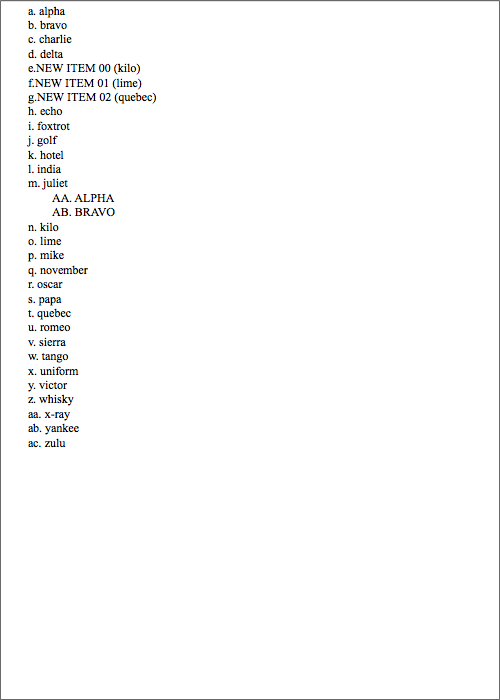 a. alpha
b. bravo
c. charlie
d. delta
e.NEW ITEM 00 (kilo)
f.NEW ITEM 01 (lime)
g.NEW ITEM 02 (quebec)
h. echo
i. foxtrot
j. golf
k. hotel
l. india
m. juliet
AA. ALPHA
AB. BRAVO
n. kilo
o. lime
p. mike
q. november
r. oscar
s. papa
t. quebec
u. romeo
v. sierra
w. tango
x. uniform
y. victor
z. whisky
aa. x-ray
ab. yankee
ac. zulu